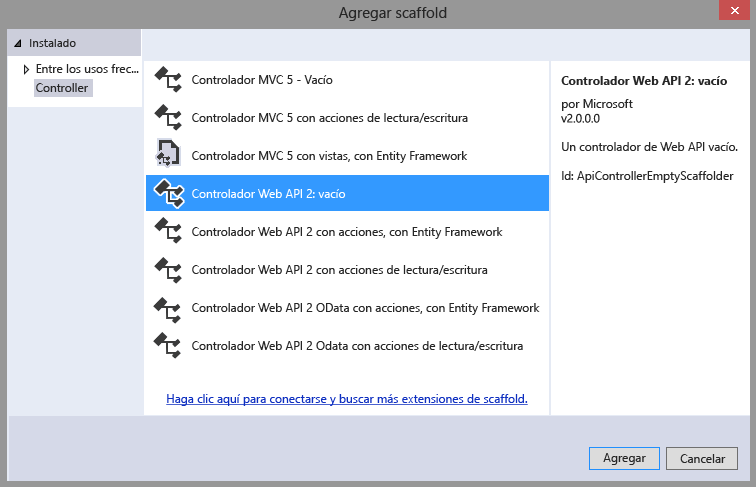 Agregar scaffold
Instalado
Entre los usos frec...
Controller
Controlador MVC 5 - Vacío
Controlador MVC 5 con acciones de lectura/escritura
Controlador MVC 5 con vistas, con Entity Framework
Controlador Web API 2: vacío
Controlador Web API 2 con acciones, con Entity Framework
Controlador Web API 2 con acciones de lectura/escritura
Controlador Web API 2 OData con acciones, con Entity Framework
Controlador Web API 2 Odata con acciones de lectura/escritura
Haga clic aquí para conectarse y buscar más extensiones de scaffold.
Controlador Web API 2: vacío
por Microsoft
v2.0.0.0
Un controlador de Web API vacío.
Id: ApiControllerEmptyScaffolder
Agregar
Cancelar